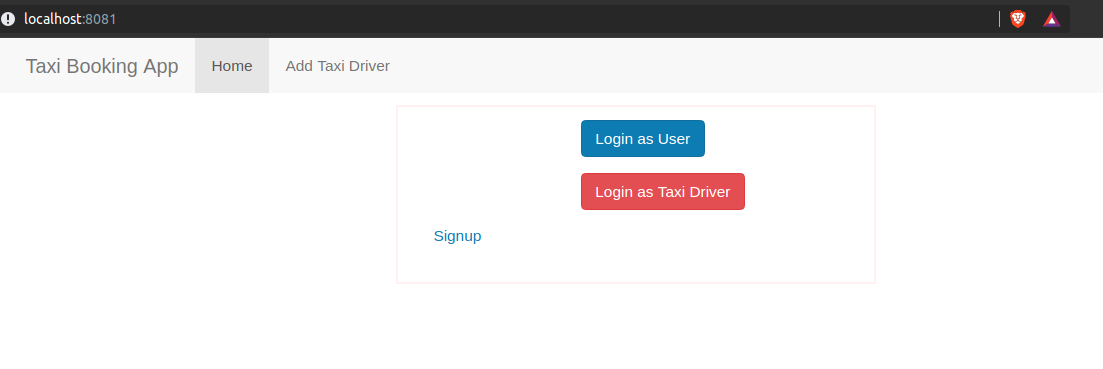 localhost:8081
Taxi Booking App Home Add Taxi Driver
Login as User
Login as Taxi Driver
Signup